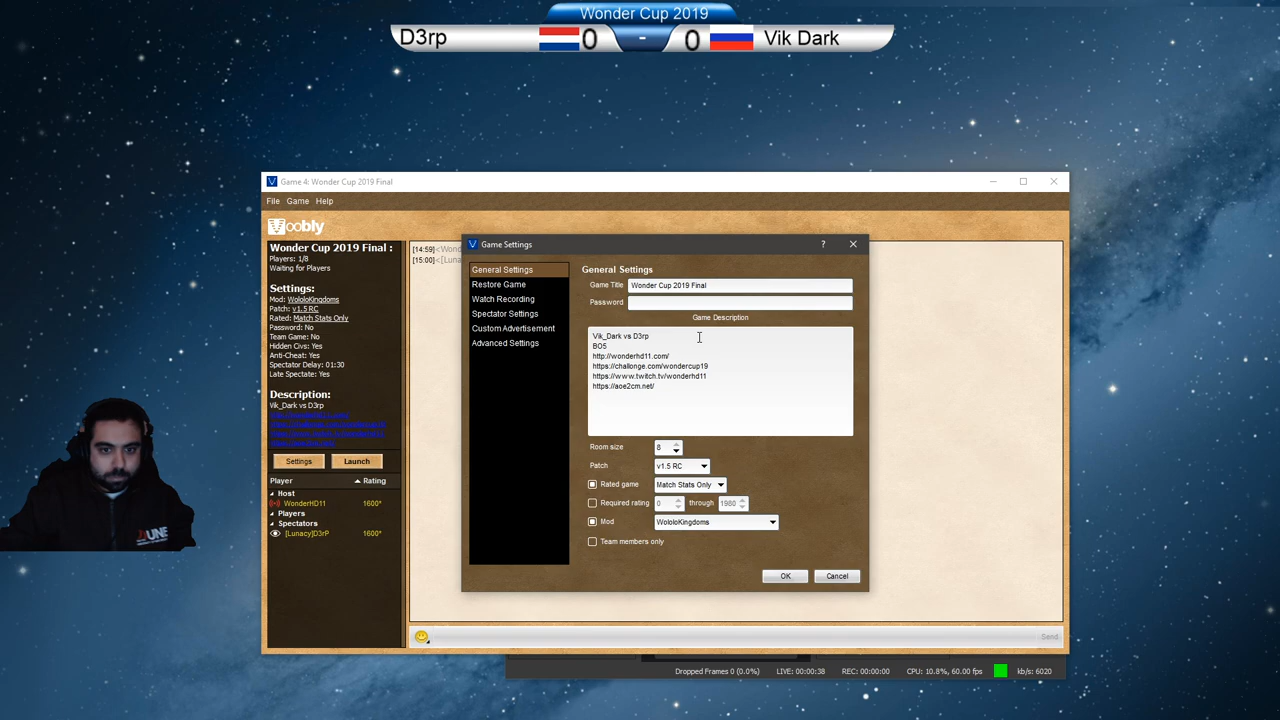 Wonder Cup 2019
D3rp 0 - 0 Vik Dark
Game 4: Wonder Cup 2019 Final
File Game Help
Voobly
Wonder Cup 2019 Final :
Players: 1/8
Waiting for Players
Settings:
Mod: WololoKingdoms
Patch: v1.5 RC
Rated: Match Stats Only
Password: No
Team Game: No
Hidden Civs: Yes
Anti-Cheat: Yes
Spectator Delay: 01:30
Late Spectate: Yes
Description:
Vik_Dark vs D3rp
Settings Launch
Player Rating
Host
WonderHD11 1600*
Players
Spectators
[Lunacy]D3rP 1600*
[14:59]<Wond
[15:00]<[Luna
Game Settings ?
General Settings
Restore Game
Watch Recording
Spectator Settings
Custom Advertisement
Advanced Settings
General Settings
Game Title Wonder Cup 2019 Final
Password
Game Description
Vik_Dark vs D3rp
BO5
http://wonderhd11.com/
https://challonge.com/wondercup19
https://www.twitch.tv/wonderhd11
https://aoe2cm.net/
Room size 8
Patch v1.5 RC
Rated game Match Stats Only
Required rating 0 through 1980
Mod WololoKingdoms
Team members only
OK Cancel
Send
Dropped Frames 0 (0.0%) LIVE: 00:00:38 REC: 00:00:00 CPU: 10.8%, 60.00 fps kb/s: 6020
DUNE